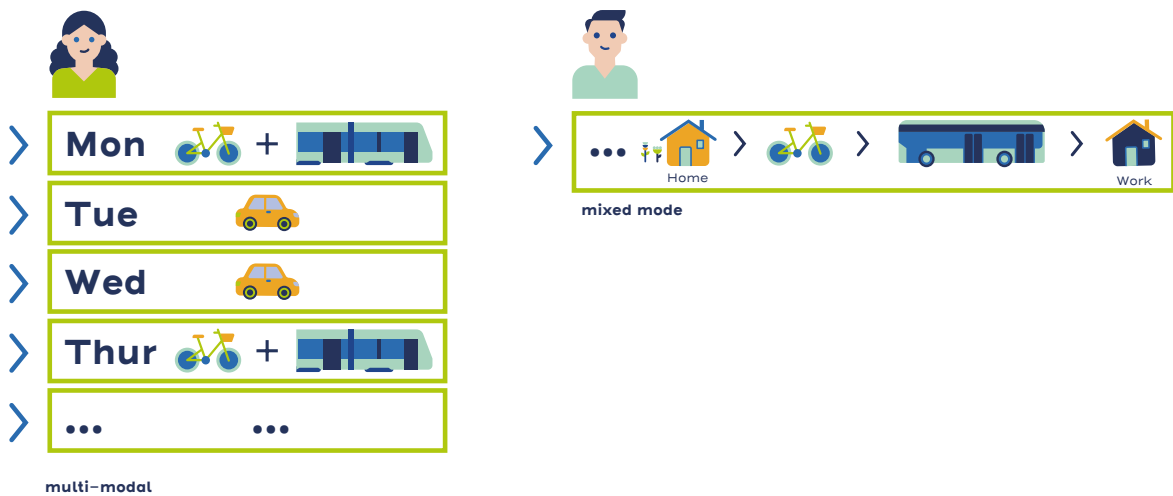 Mon +
Tue
Wed
Thur +
... ...
multi-modal
...
Home
Work
mixed mode